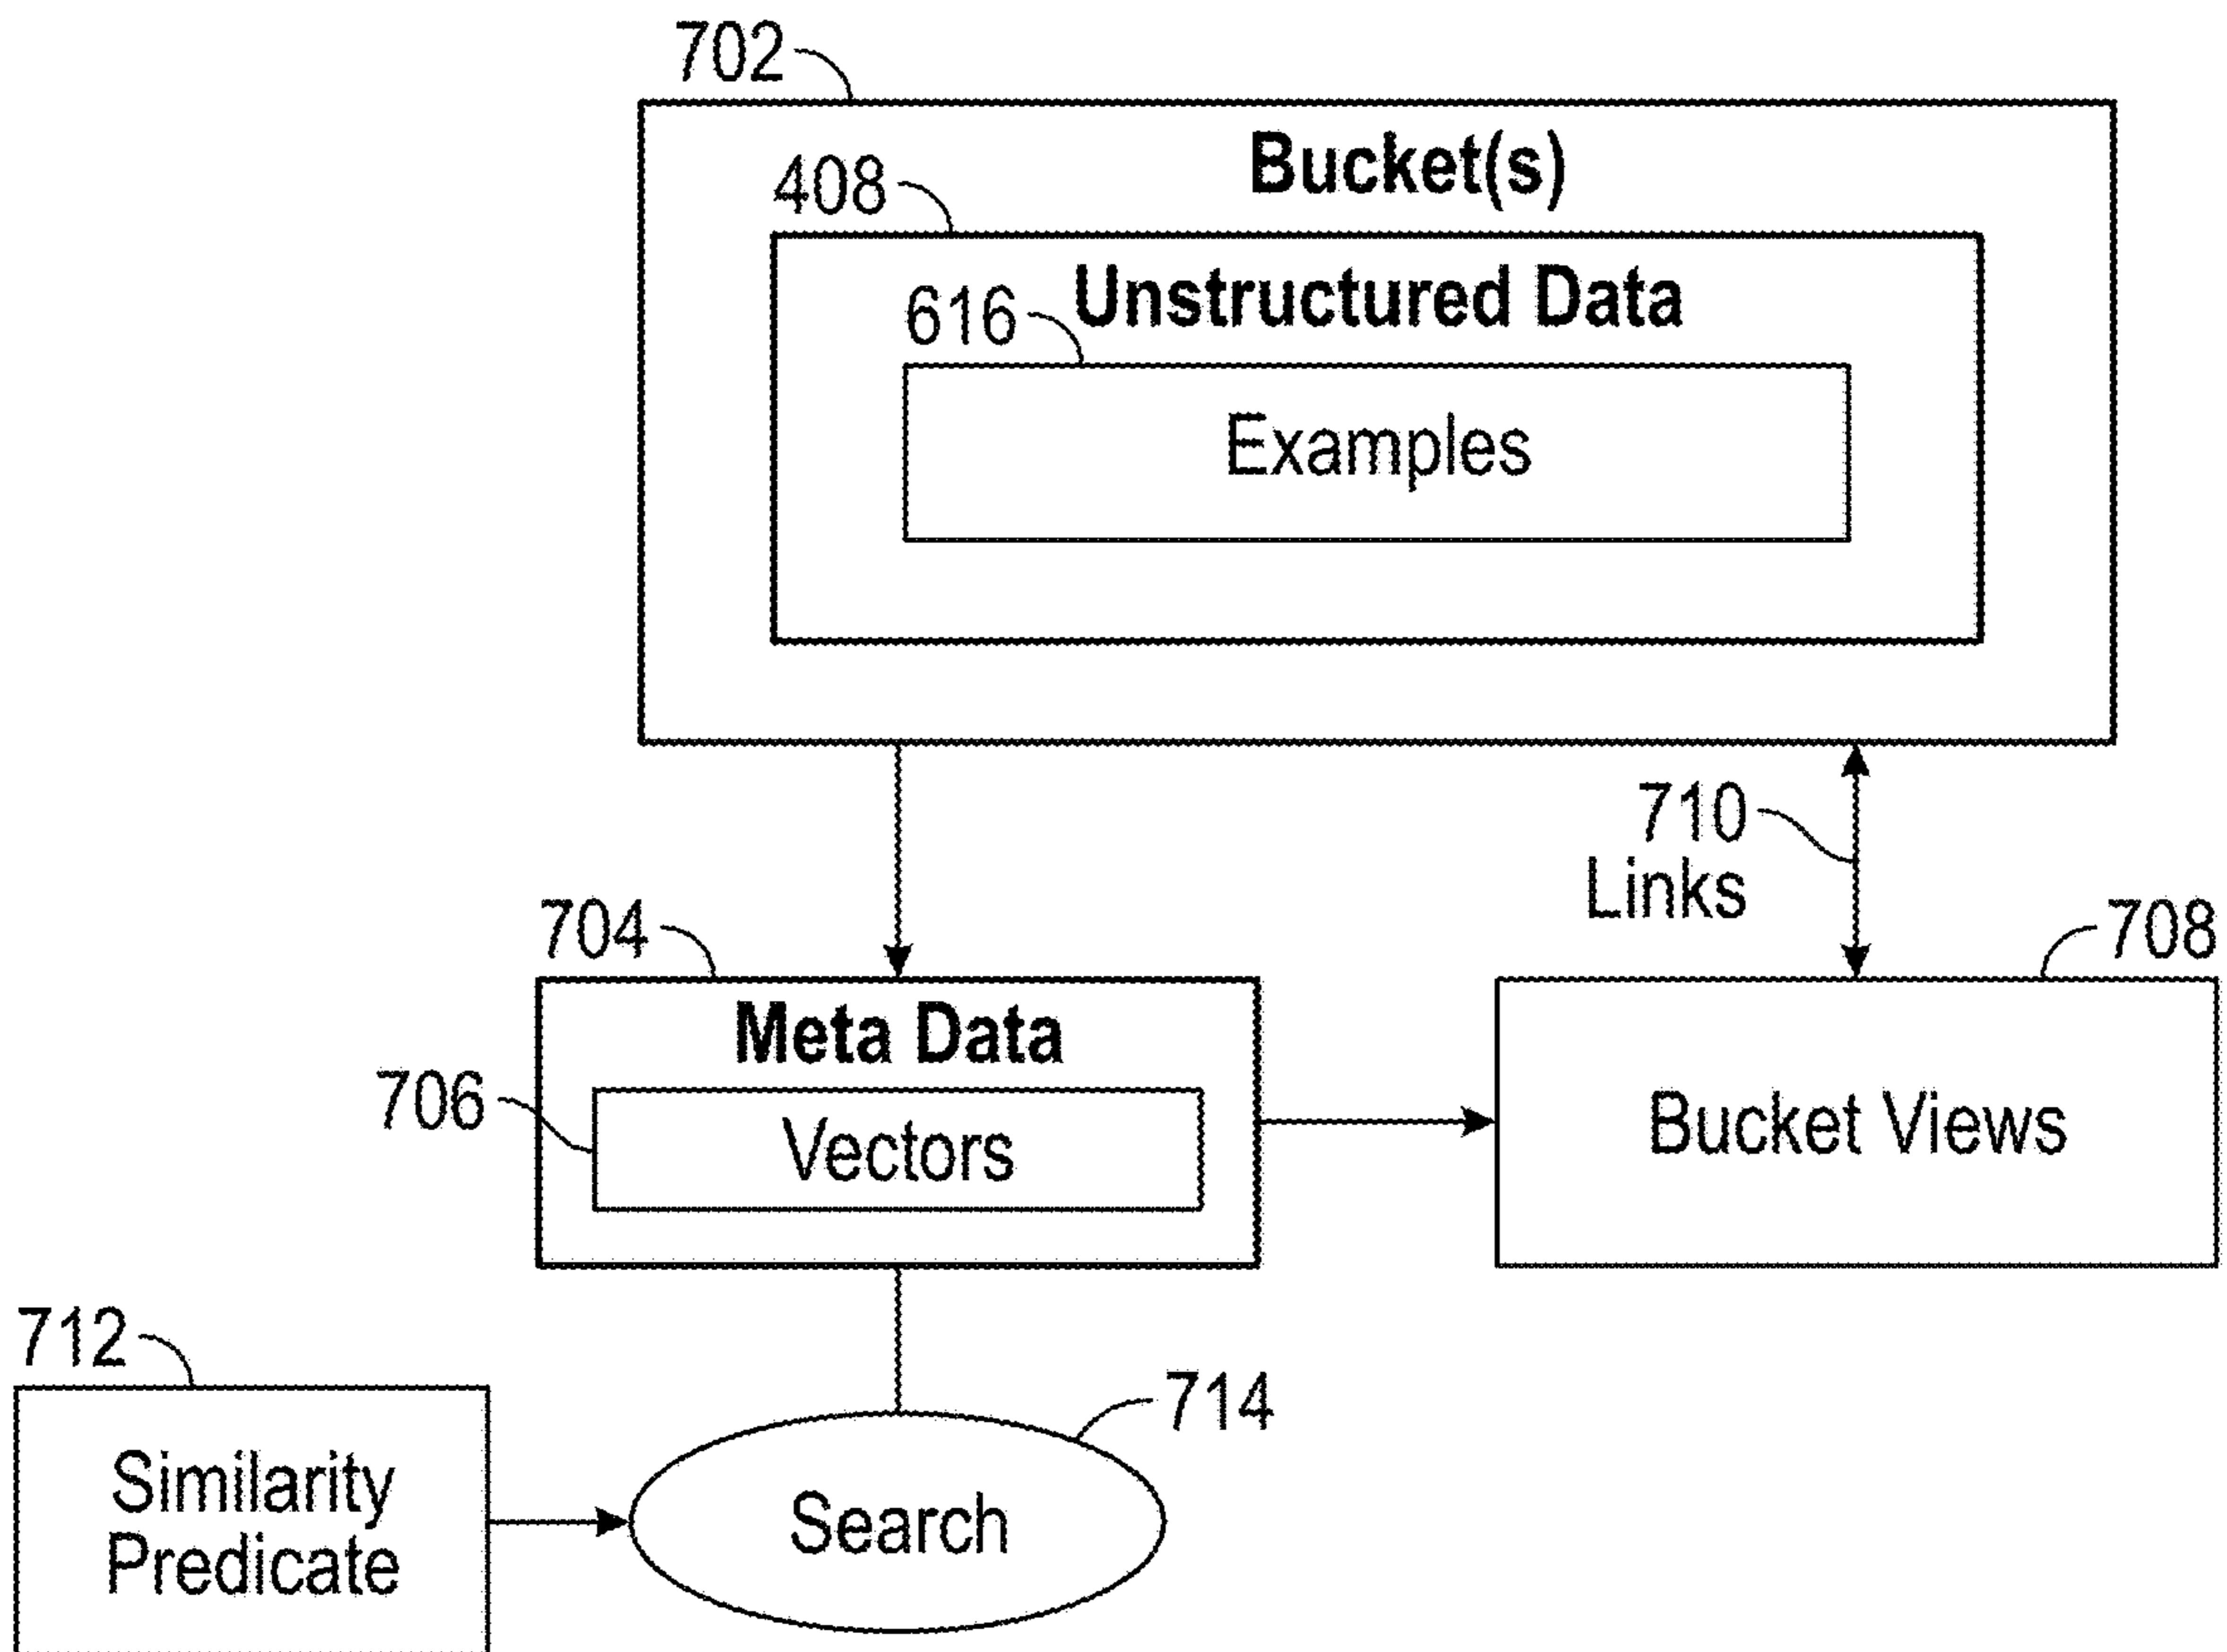 702
Bucket(s)
408
Unstructured Data
616
Examples
710
Links
704
708
Meta Data
706
Vectors
Bucket Views
712
714
Similarity
Predicate
Search